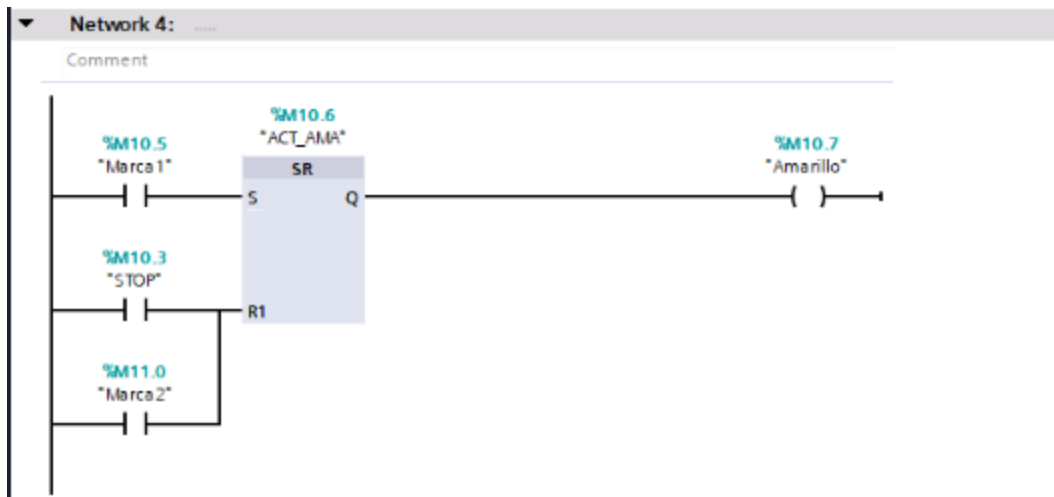 Network 4: .....
Comment
%M10.6
"ACT_AMA"
%M10.5
"Marca1"
%M10.7
"Amarillo"
SR
S
Q
%M10.3
"STOP"
R1
%M11.0
"Marca2"